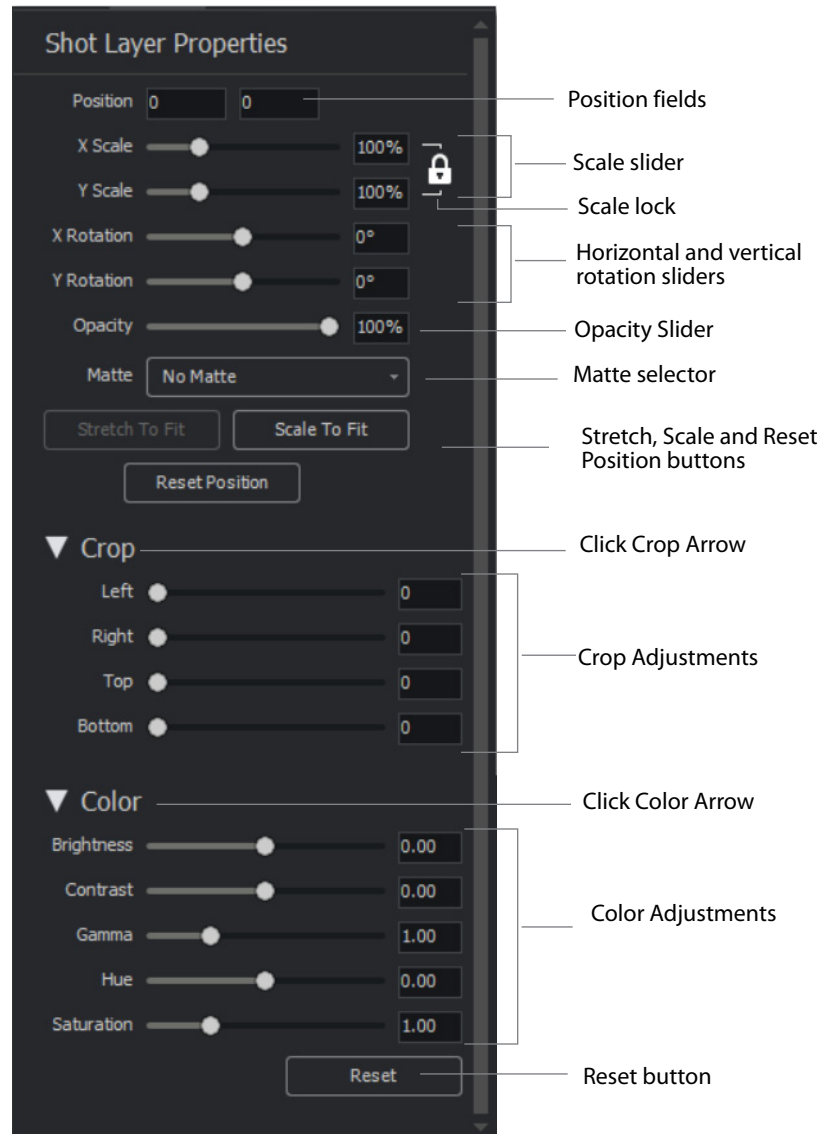 Shot Layer Properties
Position 0 0 Position fields
X Scale 100%
Scale slider
Y Scale 100%
Scale lock
X Rotation 0°
Horizontal and vertical
rotation sliders
Y Rotation 0°
Opacity 100% Opacity Slider
Matte No Matte Matte selector
Stretch To Fit Scale To Fit
Stretch, Scale and Reset
Position buttons
Reset Position
Crop Click Crop Arrow
Left 0
Right 0
Crop Adjustments
Top 0
Bottom 0
Color Click Color Arrow
Brightness 0.00
Contrast 0.00
Color Adjustments
Gamma 1.00
Hue 0.00
Saturation 1.00
Reset Reset button